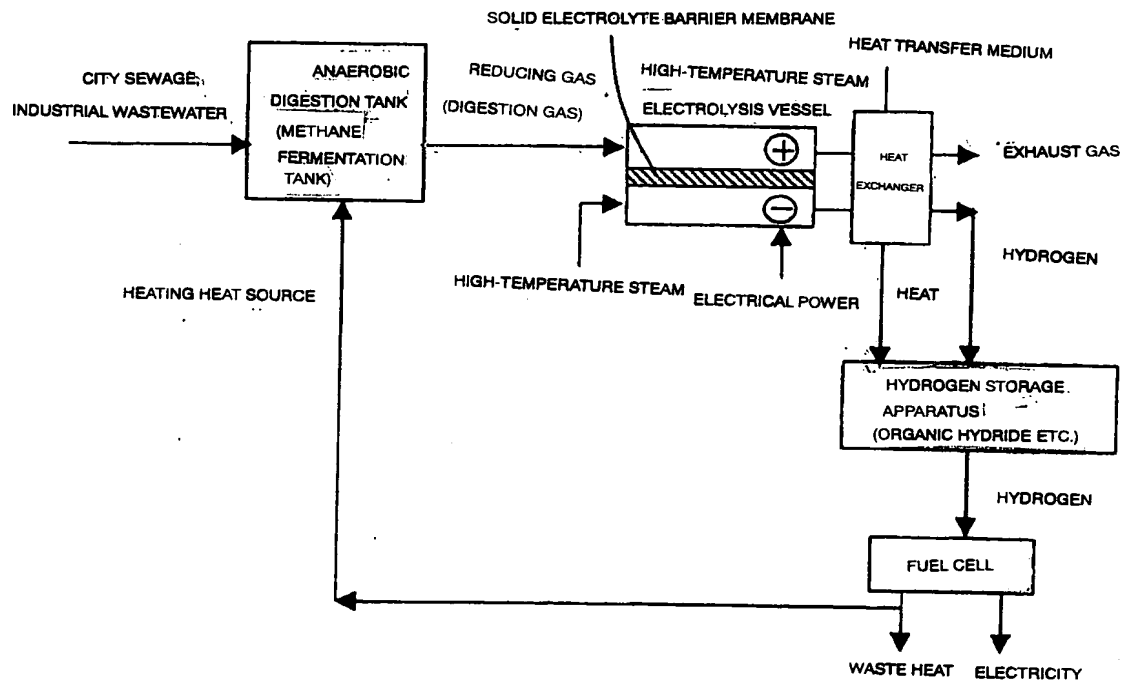 SOLID ELECTROLYTE BARRIER MEMBRANE
HEAT TRANSFER MEDIUM
CITY SEWAGE,
INDUSTRIAL WASTEWATER
ANAEROBIC
DIGESTION TANK
(METHANE
FERMENTATION
TANK)
REDUCING GAS
(DIGESTION GAS)
HIGH-TEMPERATURE STEAM
ELECTROLYSIS VESSEL
+
−
HEAT
EXCHANGER
EXHAUST GAS
HYDROGEN
HIGH-TEMPERATURE STEAM
ELECTRICAL POWER
HEAT
HEATING HEAT SOURCE
HYDROGEN STORAGE
APPARATUS
(ORGANIC HYDRIDE ETC.)
HYDROGEN
FUEL CELL
WASTE HEAT
ELECTRICITY